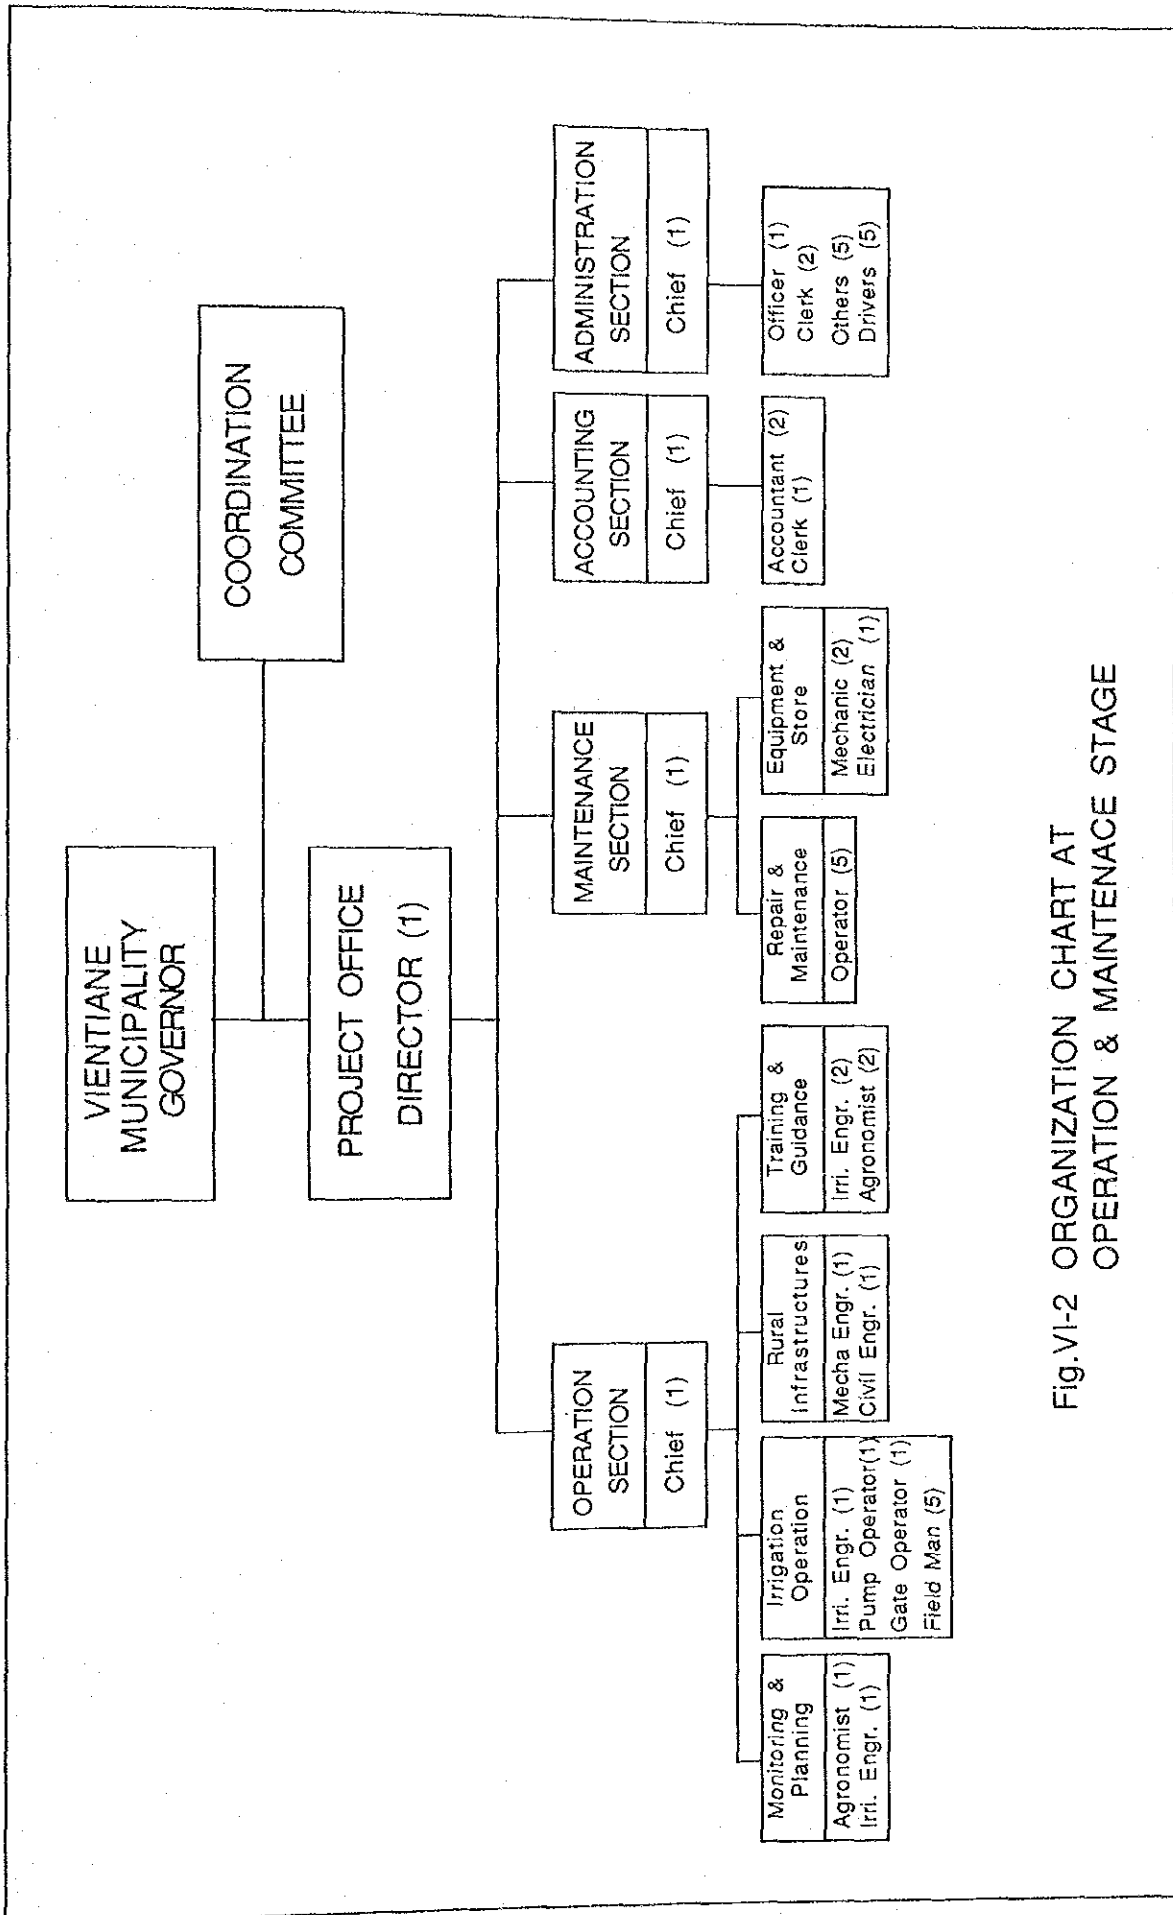 VIENTIANE
MUNICIPALITY
GOVERNOR
COORDINATION
COMMITTEE
PROJECT OFFICE
DIRECTOR (1)
OPERATION
SECTION
Chief (1)
MAINTENANCE
SECTION
Chief (1)
ACCOUNTING
SECTION
Chief (1)
ADMINISTRATION
SECTION
Chief (1)
Monitoring &
Planning
Agronomist (1)
Irri. Engr. (1)
Irrigation
Operation
Irri. Engr. (1)
Pump Operator(1)
Gate Operator (1)
Field Man (5)
Rural
Infrastructures
Mecha Engr. (1)
Civil Engr. (1)
Training &
Guidance
Irri. Engr. (2)
Agronomist (2)
Repair &
Maintenance
Operator (5)
Equipment &
Store
Mechanic (2)
Electrician (1)
Accountant (2)
Clerk (1)
Officer (1)
Clerk (2)
Others (5)
Drivers (5)
Fig.VI-2 ORGANIZATION CHART AT
OPERATION & MAINTENACE STAGE